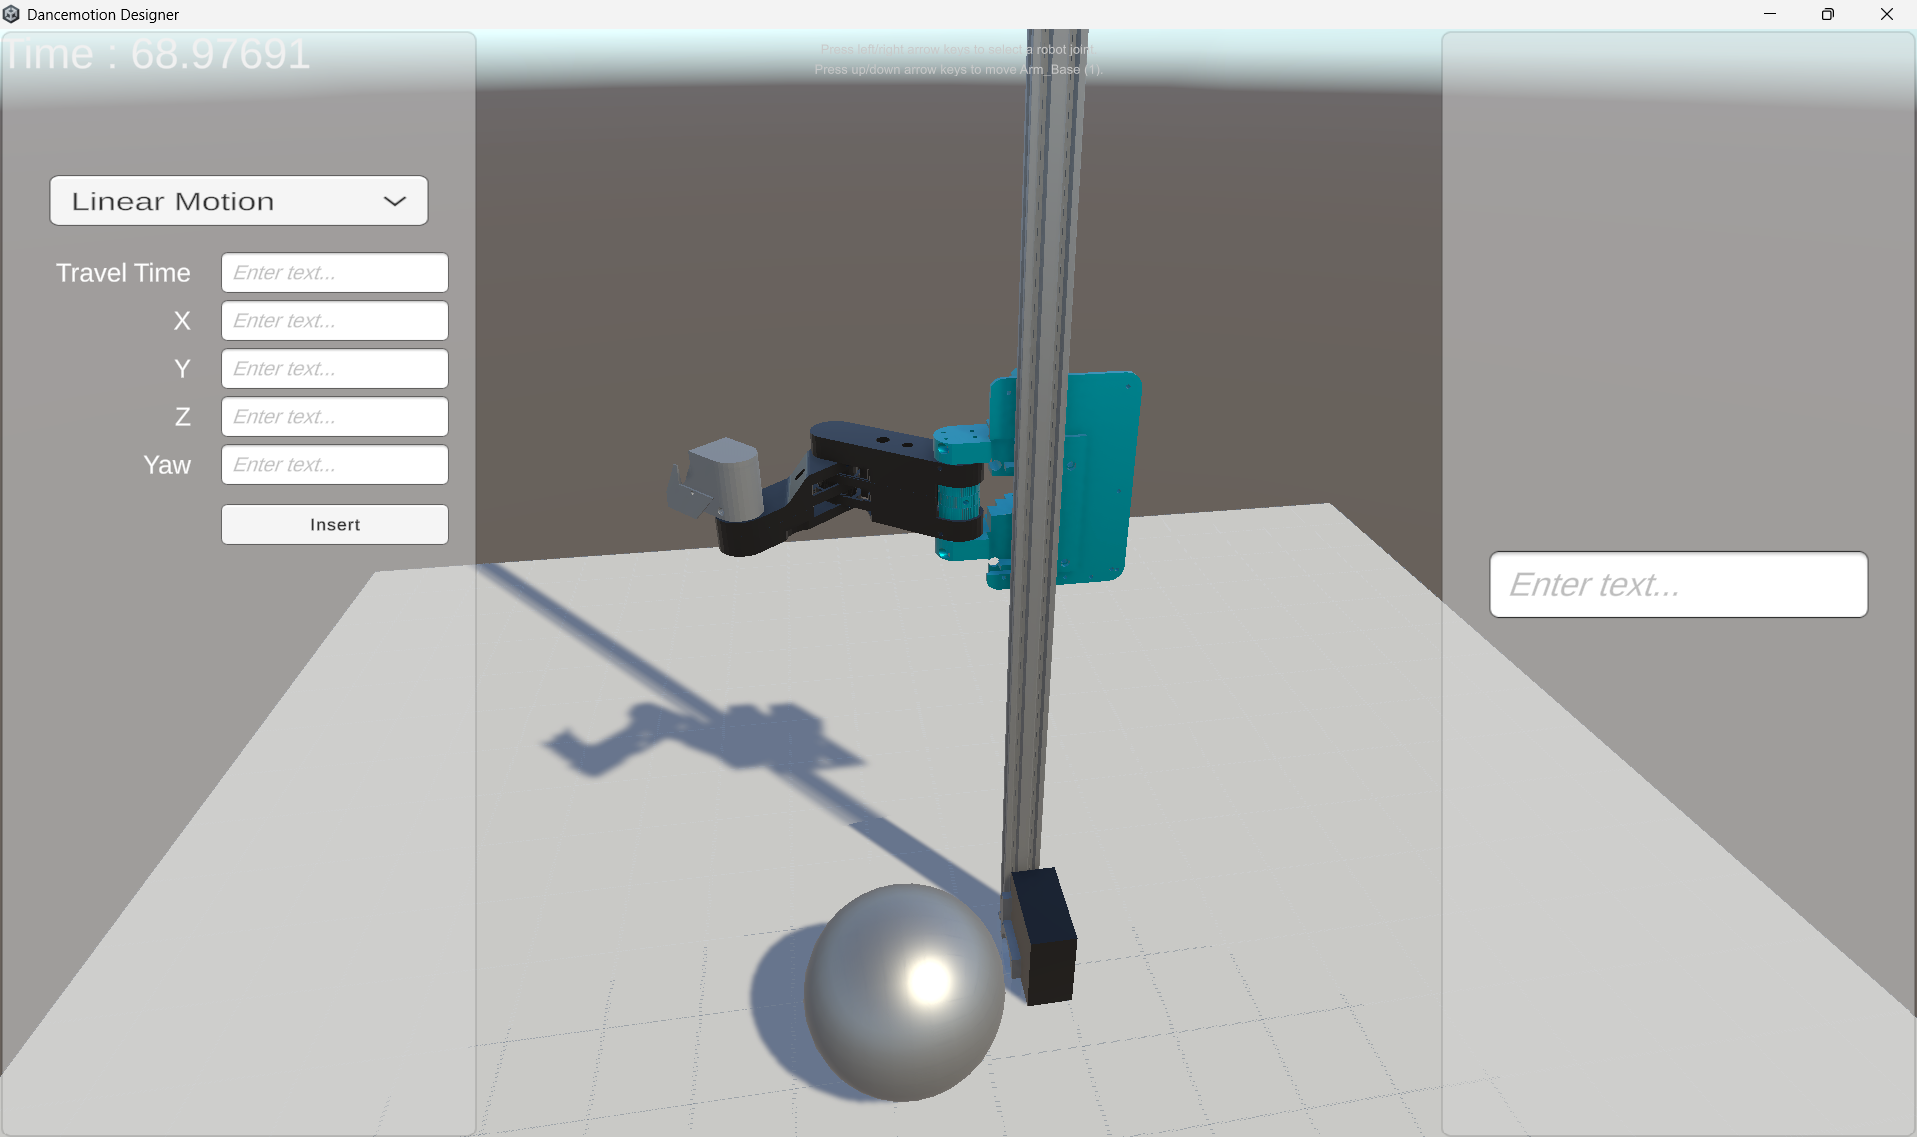 Dancemotion Designer
Time : 68.97691
Press left/right arrow keys to select a robot joint.
Press up/down arrow keys to move Arm_Base (1).
Linear Motion
Travel Time Enter text...
X Enter text...
Y Enter text...
Z Enter text...
Yaw Enter text...
Insert
Enter text...